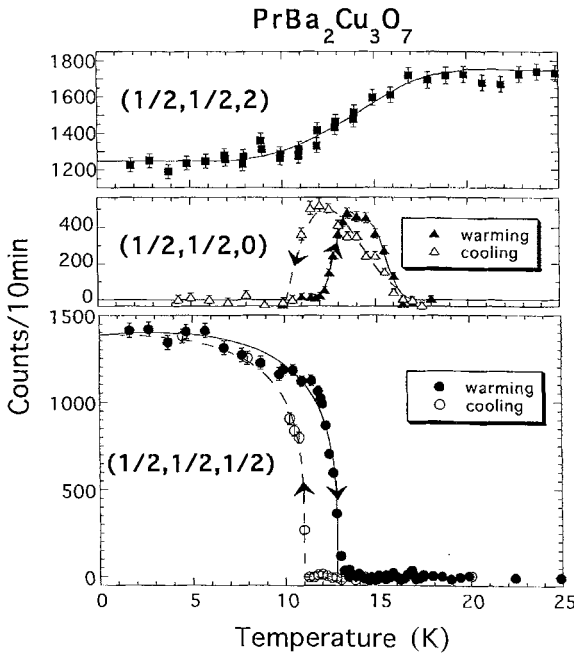 PrBa2Cu3O7
1800
1600
1400
1200
(1/2,1/2,2)
400
200
0
(1/2,1/2,0)
warming
cooling
1500
1000
500
0
(1/2,1/2,1/2)
warming
cooling
Counts/10min
0 5 10 15 20 25
Temperature (K)